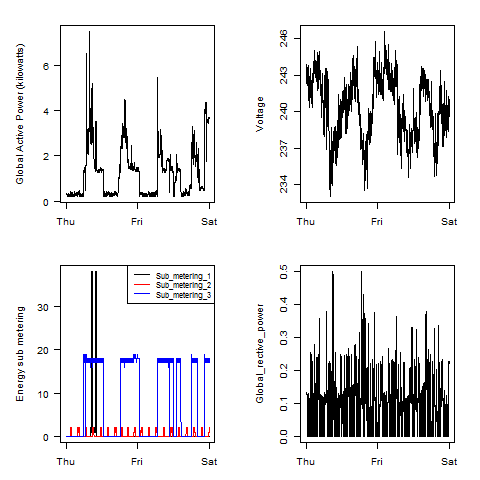 Global Active Power (kilowatts)
0 2 4 6
Thu Fri Sat
Voltage
234 237 240 243 246
Thu Fri Sat
Energy sub metering
0 10 20 30
Sub_metering_1
Sub_metering_2
Sub_metering_3
Thu Fri Sat
Global_rective_power
0.0 0.1 0.2 0.3 0.4 0.5
Thu Fri Sat